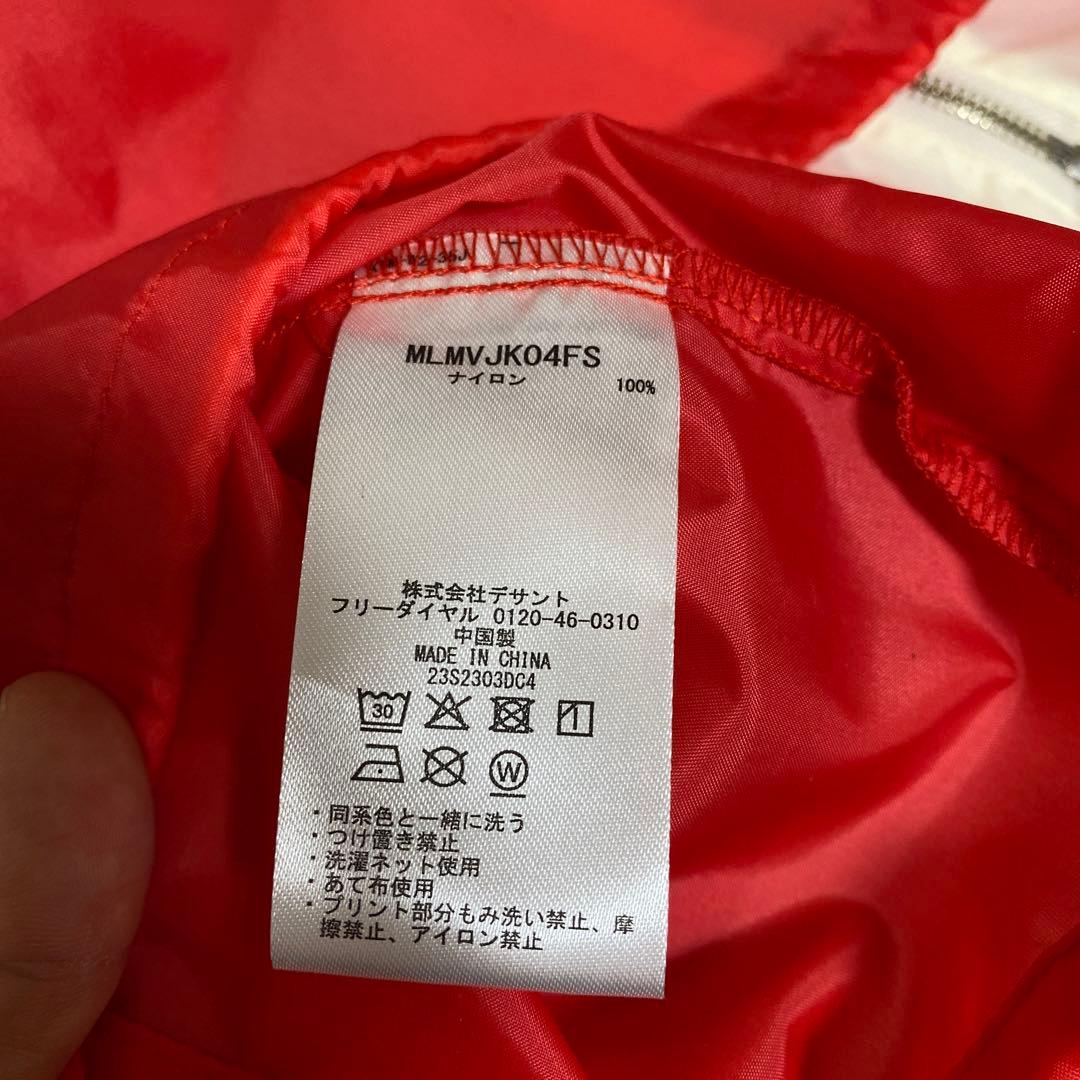 MLMVJK04FS
ナイロン 100%
株式会社デサント
フリーダイヤル 0120-46-0310
中国製
MADE IN CHINA
23S2303DC4
30
W
・同系色と一緒に洗う
・つけ置き禁止
・洗濯ネット使用
・あて布使用
・プリント部分もみ洗い禁止、摩
擦禁止、アイロン禁止